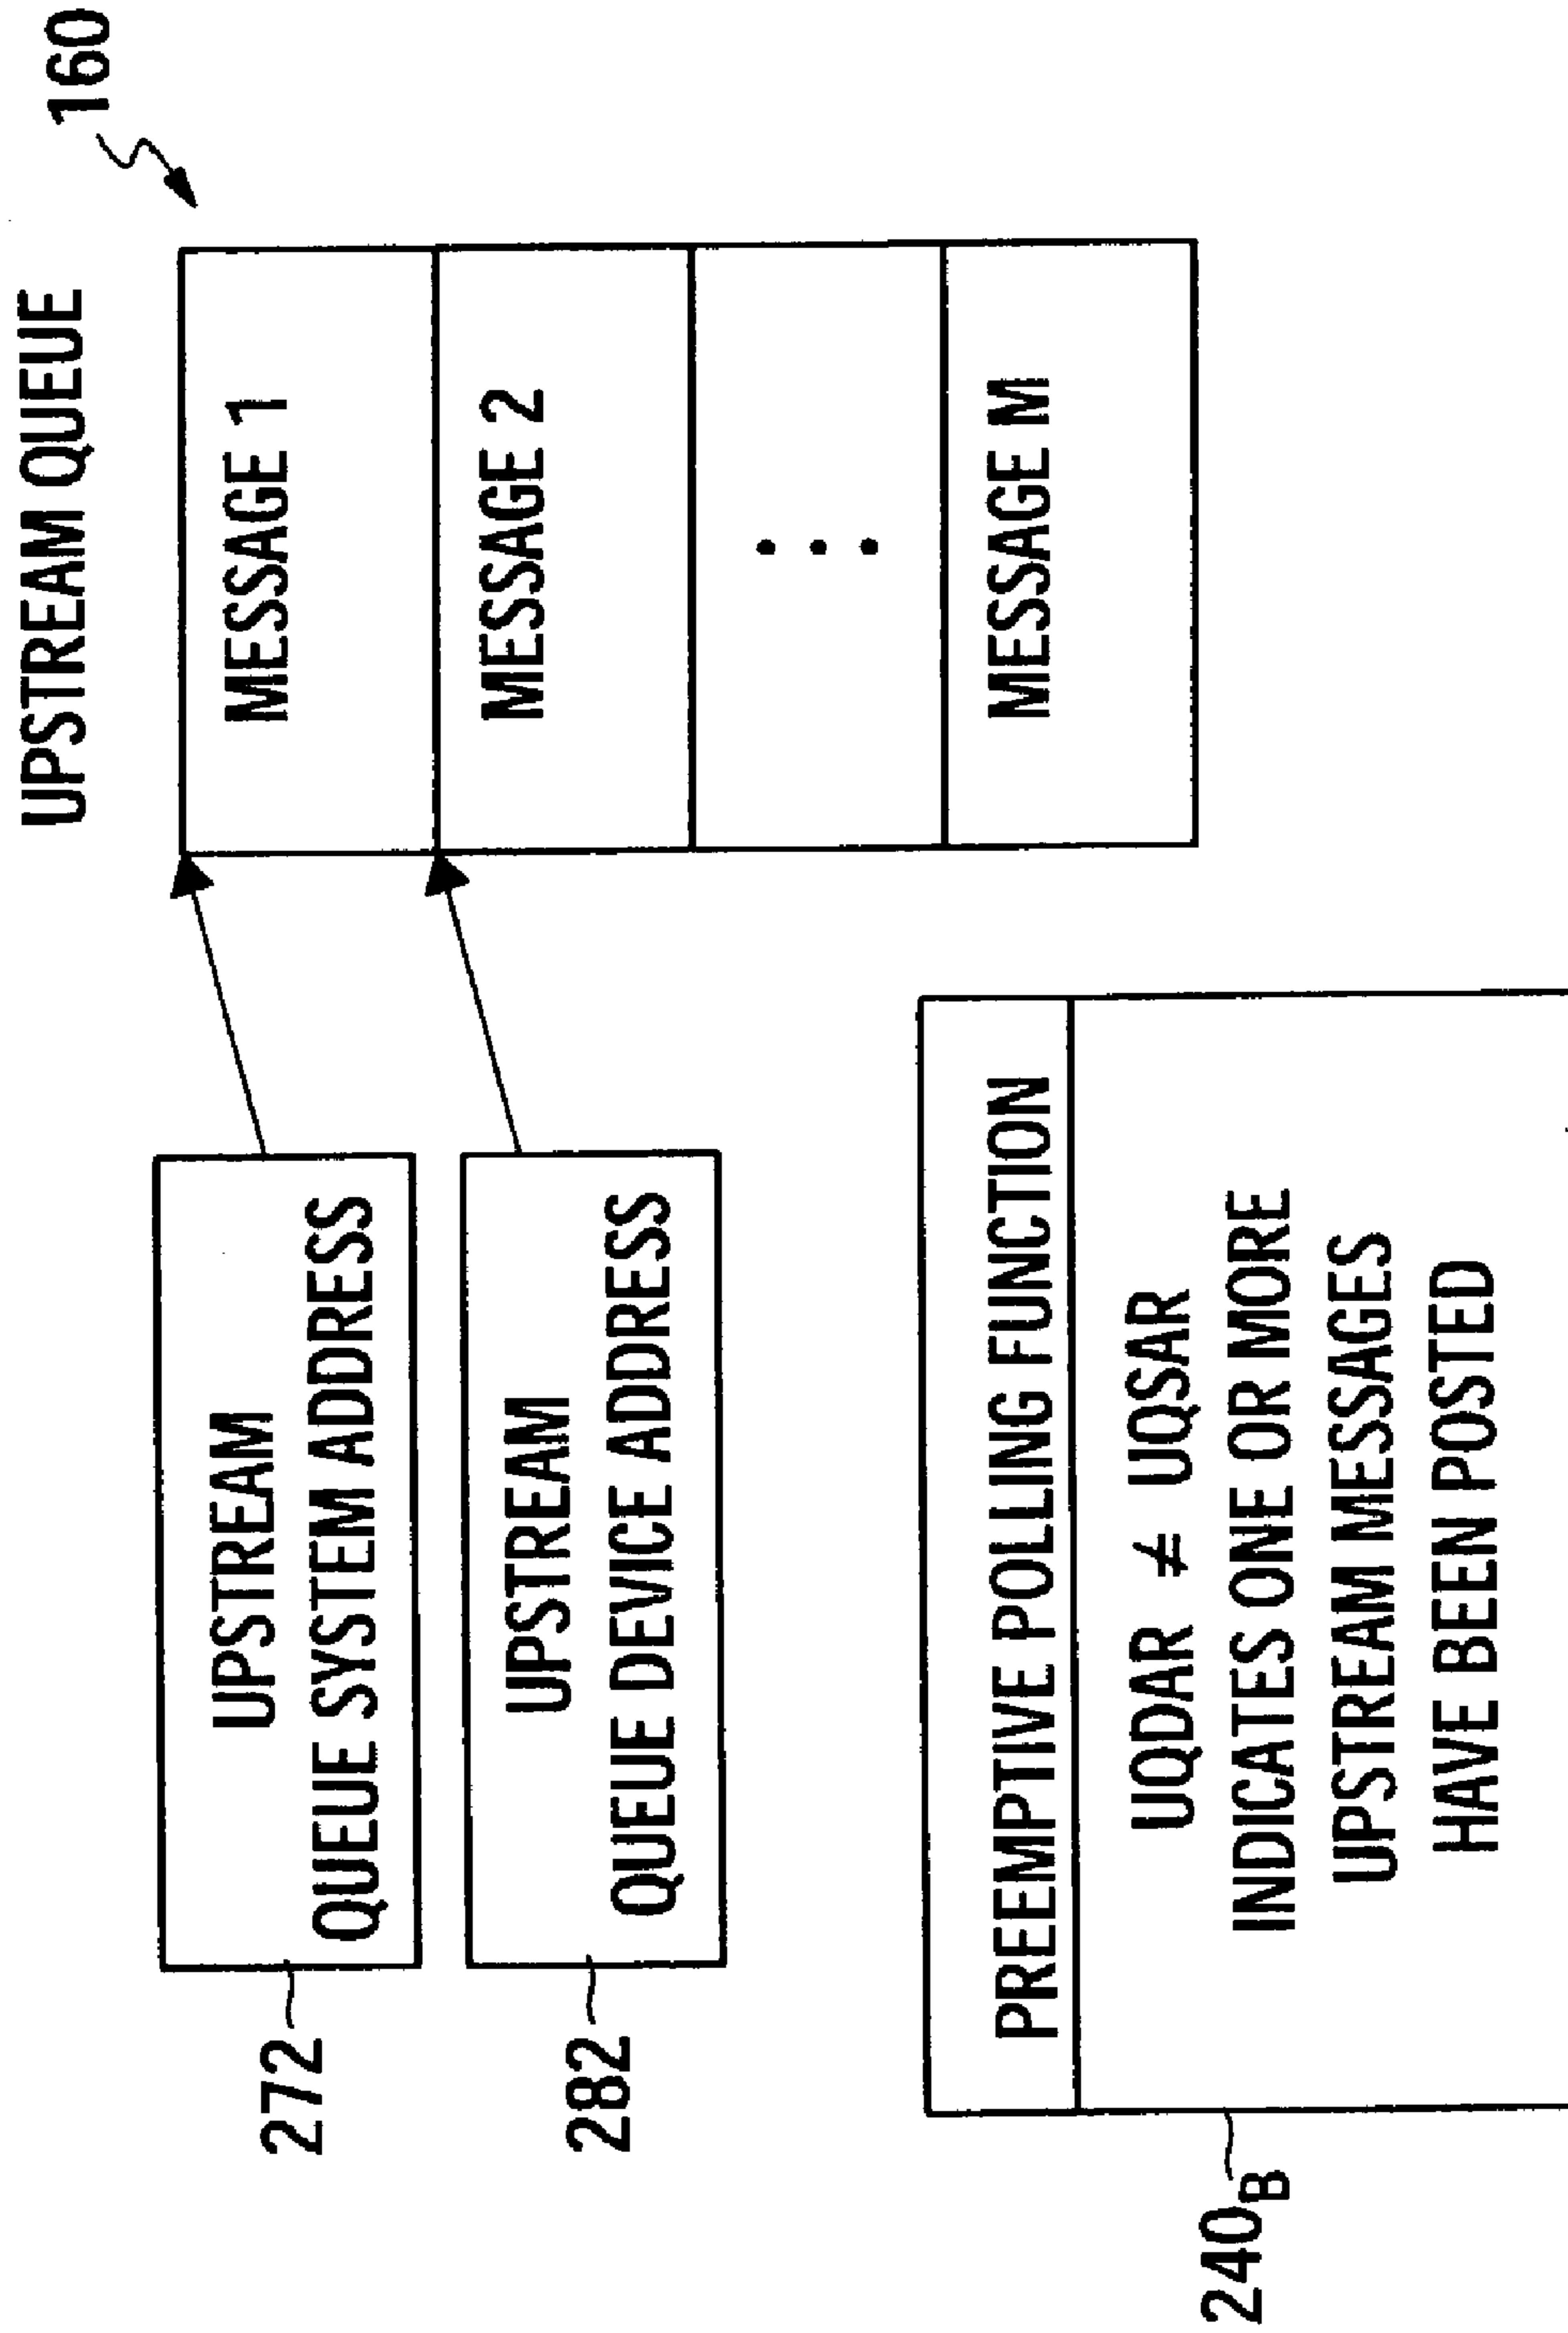 UPSTREAM QUEUE
160
272
UPSTREAM
QUEUE SYSTEM ADDRESS
MESSAGE 1
282
UPSTREAM
QUEUE DEVICE ADDRESS
MESSAGE 2
MESSAGE M
PREEMPTIVE POLLING FUNCTION
240B
UQDAR ≠ UQSAR
INDICATES ONE OR MORE
UPSTREAM MESSAGES
HAVE BEEN POSTED